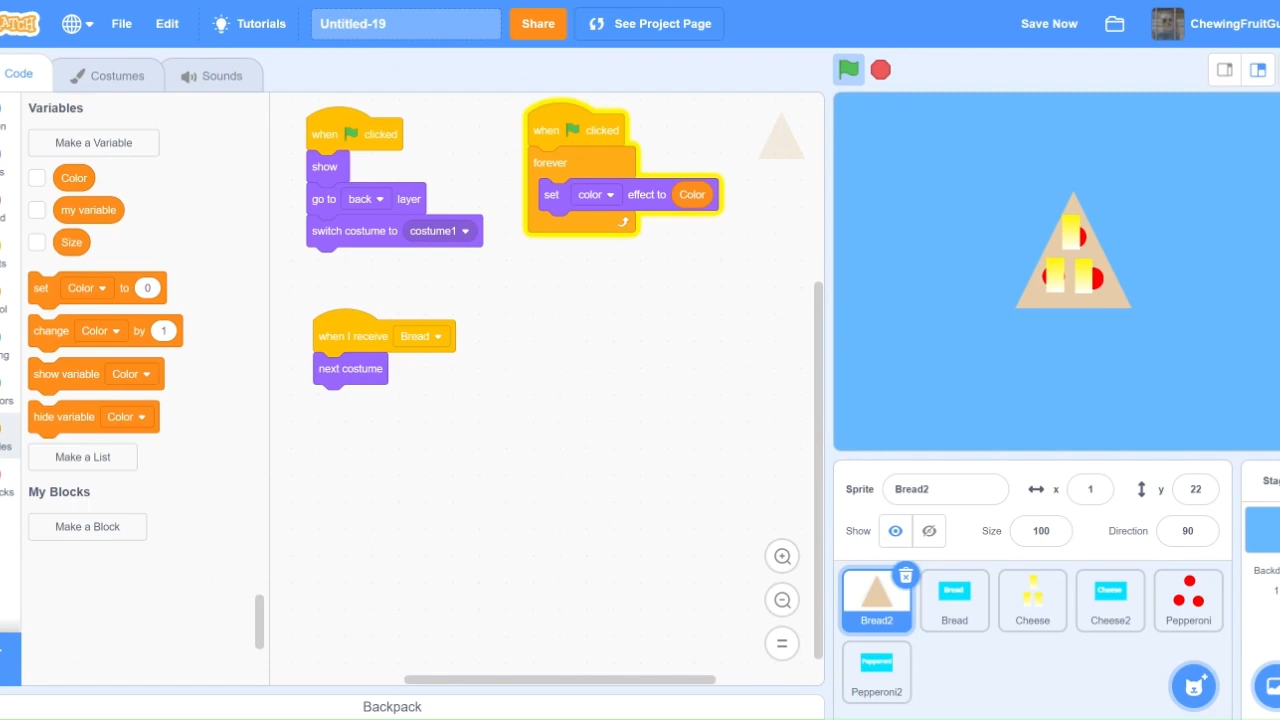 File Edit Tutorials Untitled-19 Share See Project Page Save Now
Code Costumes Sounds
Variables
Make a Variable
Color
my variable
Size
set Color to 0
change Color by 1
show variable Color
hide variable Color
Make a List
My Blocks
Make a Block
when clicked
show
go to back layer
switch costume to costume1
when clicked
forever
set color effect to Color
when I receive Bread
next costume
Backpack
Sprite Bread2 x 1 y 22
Show Size 100 Direction 90
Bread2
Bread
Bread
Cheese
Cheese
Cheese2
Pepperoni
Pepperoni
Pepperoni2
1